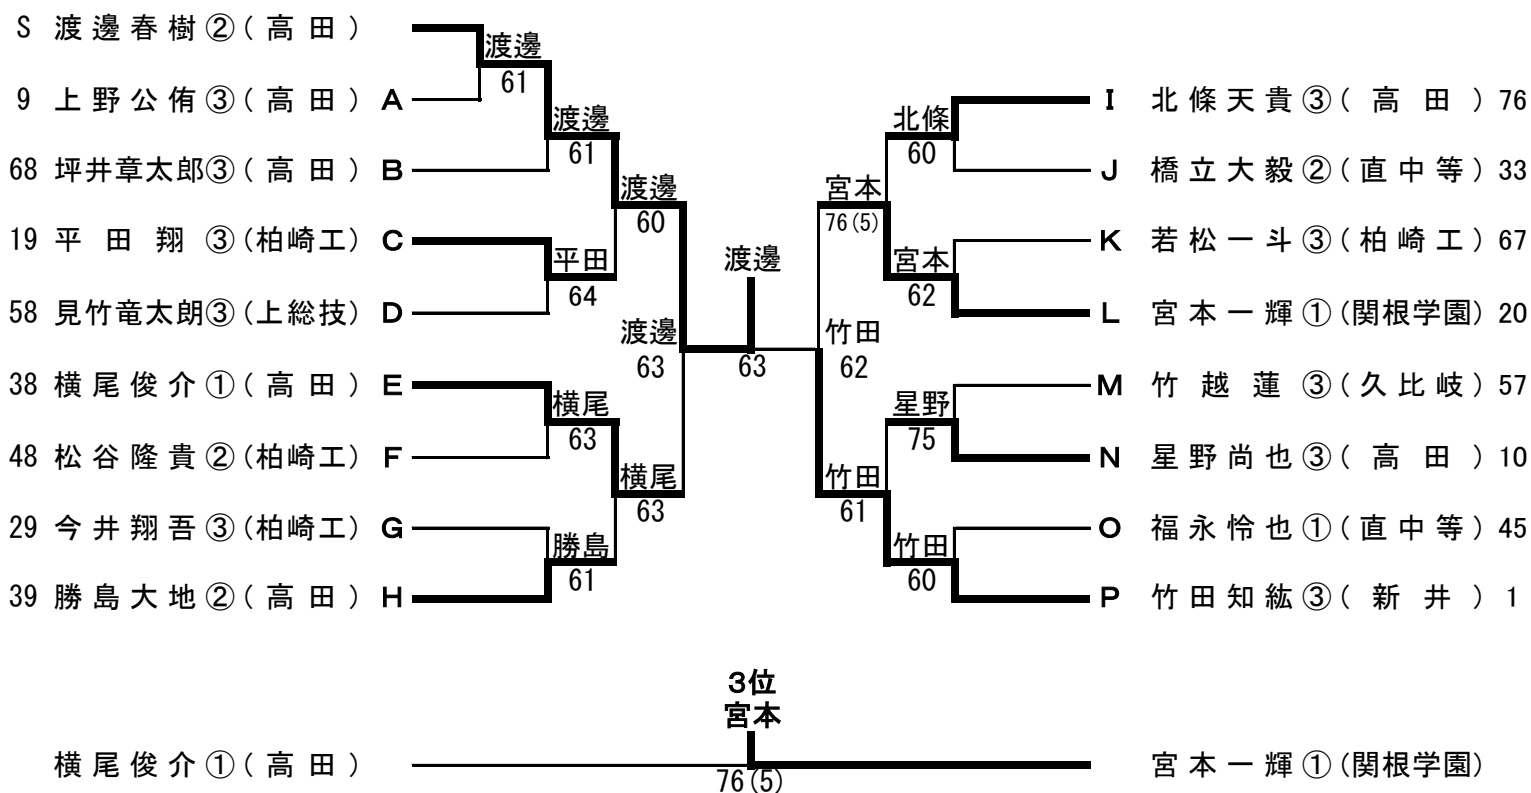 S 渡邊春樹②(高田)
渡邊
61
9 上野公侑③(高田) A
I 北條天貴③(高田) 76
渡邊
61
北條
60
68 坪井章太郎③(高田) B
J 橋立大毅②(直中等) 33
渡邊
60
宮本
76(5)
19 平田翔③(柏崎工) C
K 若松一斗③(柏崎工) 67
平田
64
渡邊
宮本
62
58 見竹竜太朗③(上総技) D
L 宮本一輝①(関根学園) 20
渡邊
63
63
竹田
62
38 横尾俊介①(高田) E
M 竹越蓮③(久比岐) 57
横尾
63
星野
75
48 松谷隆貴②(柏崎工) F
N 星野尚也③(高田) 10
横尾
63
竹田
61
29 今井翔吾③(柏崎工) G
O 福永怜也①(直中等) 45
勝島
61
竹田
60
39 勝島大地②(高田) H
P 竹田知紘③(新井) 1
3位
宮本
横尾俊介①(高田)
76(5)
宮本一輝①(関根学園)